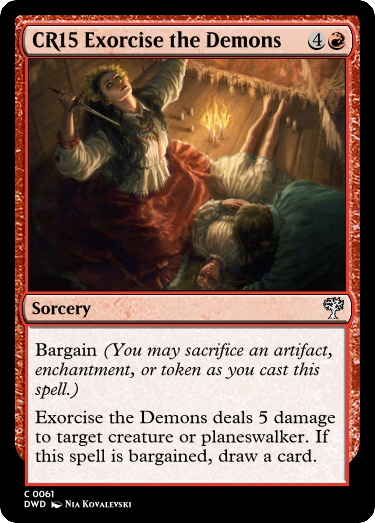 CR15 Exorcise the Demons 4
Sorcery
Bargain (You may sacrifice an artifact,
enchantment, or token as you cast this
spell.)
Exorcise the Demons deals 5 damage
to target creature or planeswalker. If
this spell is bargained, draw a card.
C 0061
DWD Nia Kovalevski